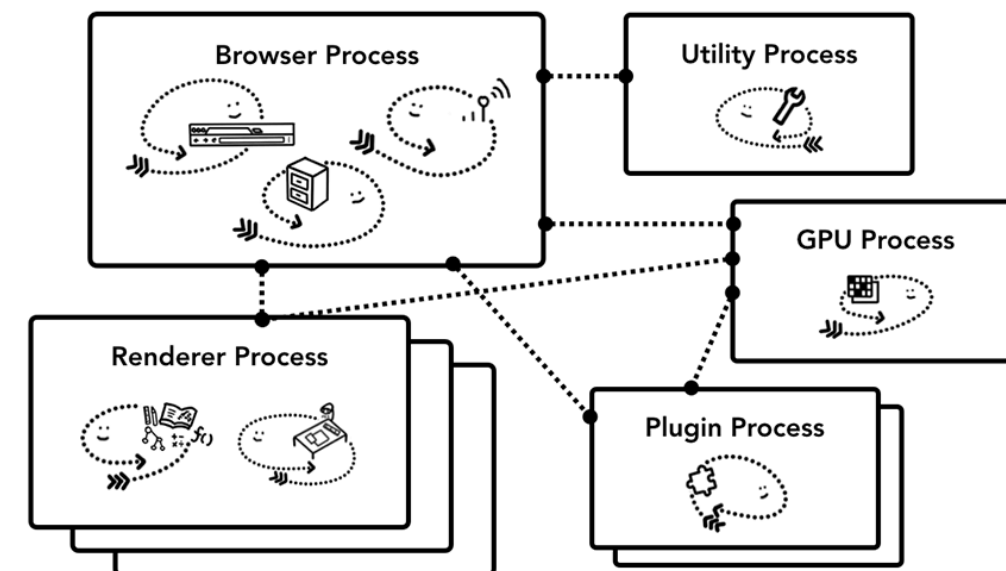 Browser Process
Utility Process
GPU Process
Renderer Process
f()
Plugin Process